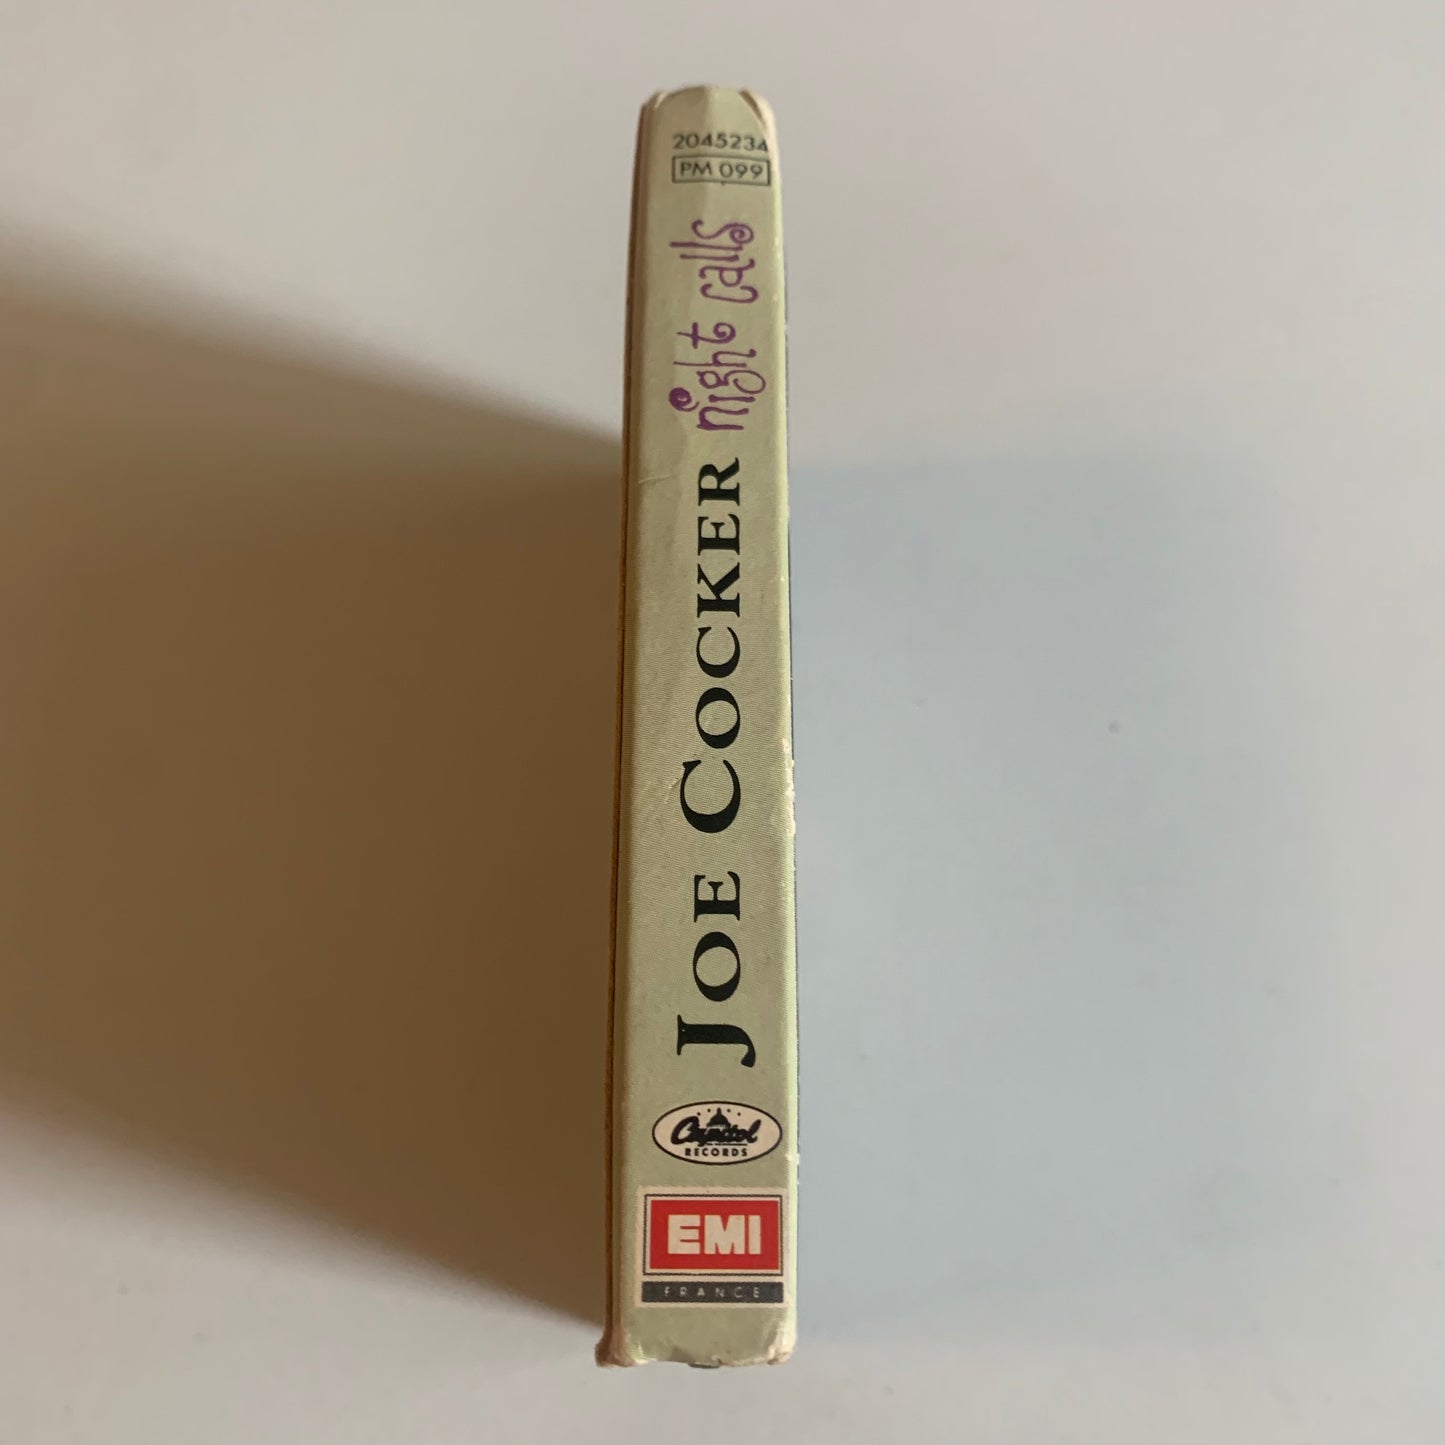 2045234
PM 099
night calls
JOE COCKER
Capitol
RECORDS
EMI
FRANCE